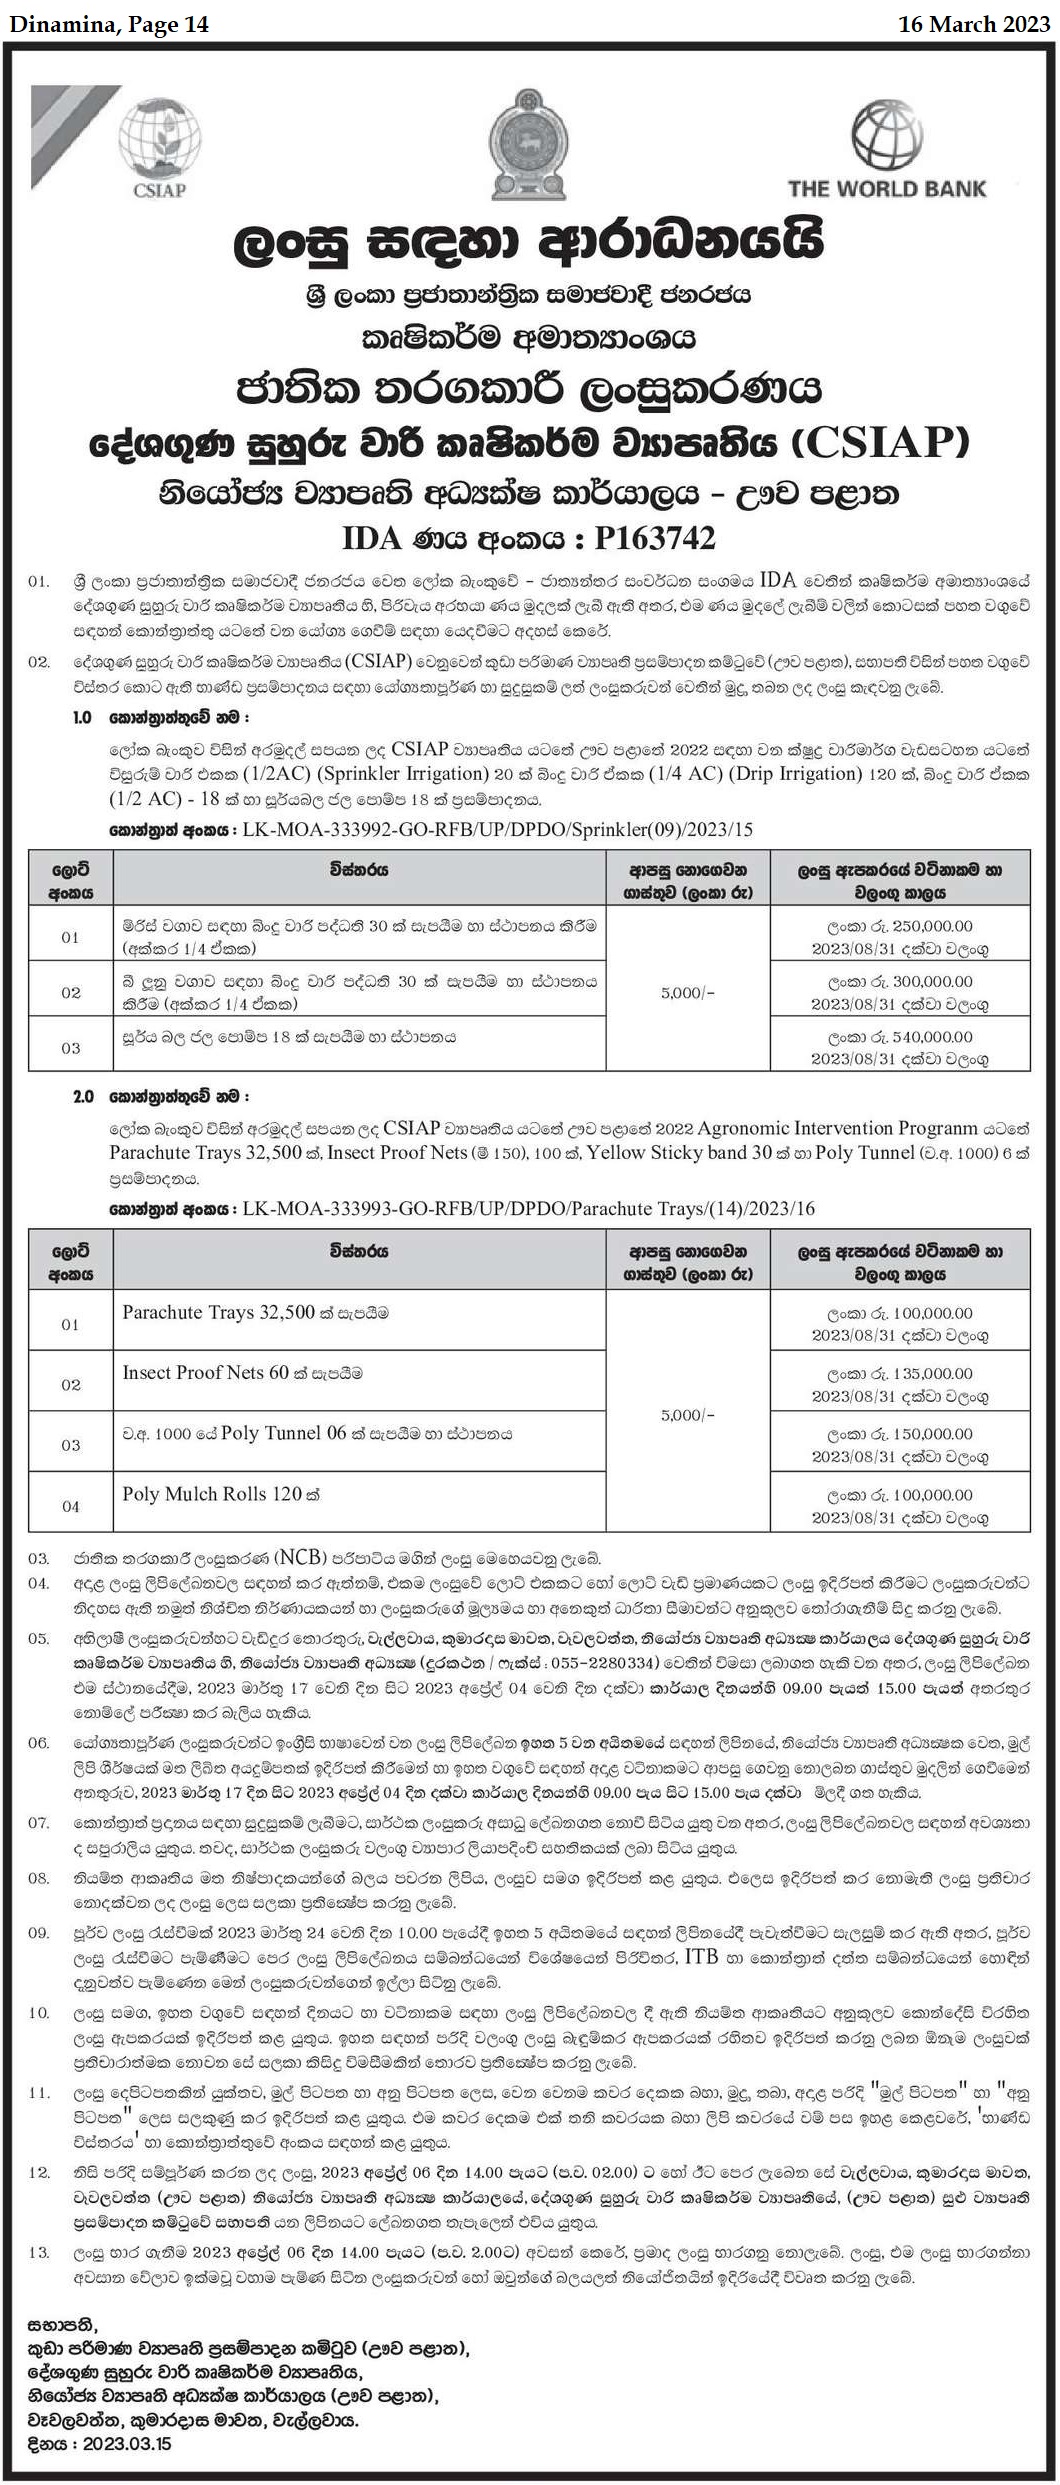 Dinamina, Page 14
16 March 2023
CSIAP
THE WORLD BANK
ලංසු සඳහා ආරාධනයයි
ශ්‍රී ලංකා ප්‍රජාතාන්ත්‍රික සමාජවාදී ජනරජය
කෘෂිකර්ම අමාත්‍යාංශය
ජාතික තරගකාරී ලංසුකරණය
දේශගුණ සුහුරු වාරි කෘෂිකර්ම ව්‍යාපෘතිය (CSIAP)
නියෝජ්‍ය ව්‍යාපෘති අධ්‍යක්ෂ කාර්යාලය – ඌව පළාත
IDA ණය අංකය : P163742
01. ශ්‍රී ලංකා ප්‍රජාතාන්ත්‍රික සමාජවාදී ජනරජය වෙත ලෝක බැංකුවේ – ජාත්‍යන්තර සංවර්ධන සංගමය IDA වෙතින් කෘෂිකර්ම අමාත්‍යාංශයේ
දේශගුණ සුහුරු වාරි කෘෂිකර්ම ව්‍යාපෘතිය හි, පිරිවැය අරභයා ණය මුදලක් ලැබී ඇති අතර, එම ණය මුදලේ ලැබීම් වලින් කොටසක් පහත වගුවේ
සඳහන් කොන්ත්‍රාත්තු යටතේ වන යෝග්‍ය ගෙවීම් සඳහා යෙදවීමට අදහස් කෙරේ.
02. දේශගුණ සුහුරු වාරි කෘෂිකර්ම ව්‍යාපෘතිය (CSIAP) වෙනුවෙන් කුඩා පරිමාණ ව්‍යාපෘති ප්‍රසම්පාදන කමිටුවේ (ඌව පළාත), සභාපති විසින් පහත වගුවේ
විස්තර කොට ඇති භාණ්ඩ ප්‍රසම්පාදනය සඳහා යෝග්‍යතාපූර්ණ හා සුදුසුකම් ලත් ලංසුකරුවන් වෙතින් මුද්‍රා තබන ලද ලංසු කැඳවනු ලැබේ.
1.0 කොන්ත්‍රාත්තුවේ නම :
ලෝක බැංකුව විසින් අරමුදල් සපයන ලද CSIAP ව්‍යාපෘතිය යටතේ ඌව පළාතේ 2022 සඳහා වන ක්ෂුද්‍ර වාරිමාර්ග වැඩසටහන යටතේ
විසුරුම් වාරි ඒකක (1/2AC) (Sprinkler Irrigation) 20 ක් බිංදු වාරි ඒකක (1/4 AC) (Drip Irrigation) 120 ක්, බිංදු වාරි ඒකක
(1/2 AC) - 18 ක් හා සූර්යබල ජල පොම්ප 18 ක් ප්‍රසම්පාදනය.
කොන්ත්‍රාත් අංකය : LK-MOA-333992-GO-RFB/UP/DPDO/Sprinkler(09)/2023/15
ලොට් අංකය | විස්තරය | ආපසු නොගෙවන ගාස්තුව (ලංකා රු) | ලංසු ඇපකරයේ වටිනාකම හා වලංගු කාලය
01 | මිරිස් වගාව සඳහා බිංදු වාරි පද්ධති 30 ක් සැපයීම හා ස්ථාපනය කිරීම (අක්කර 1/4 ඒකක) | ලංකා රු. 250,000.00 2023/08/31 දක්වා වලංගු
02 | බී ලූනු වගාව සඳහා බිංදු වාරි පද්ධති 30 ක් සැපයීම හා ස්ථාපනය කිරීම (අක්කර 1/4 ඒකක) | 5,000/– | ලංකා රු. 300,000.00 2023/08/31 දක්වා වලංගු
03 | සූර්ය බල ජල පොම්ප 18 ක් සැපයීම හා ස්ථාපනය | ලංකා රු. 540,000.00 2023/08/31 දක්වා වලංගු
2.0 කොන්ත්‍රාත්තුවේ නම :
ලෝක බැංකුව විසින් අරමුදල් සපයන ලද CSIAP ව්‍යාපෘතිය යටතේ ඌව පළාතේ 2022 Agronomic Intervention Progranm යටතේ
Parachute Trays 32,500 ක්, Insect Proof Nets (මී 150), 100 ක්, Yellow Sticky band 30 ක් හා Poly Tunnel (ව.අ. 1000) 6 ක්
ප්‍රසම්පාදනය.
කොන්ත්‍රාත් අංකය : LK-MOA-333993-GO-RFB/UP/DPDO/Parachute Trays/(14)/2023/16
ලොට් අංකය | විස්තරය | ආපසු නොගෙවන ගාස්තුව (ලංකා රු) | ලංසු ඇපකරයේ වටිනාකම හා වලංගු කාලය
01 | Parachute Trays 32,500 ක් සැපයීම | ලංකා රු. 100,000.00 2023/08/31 දක්වා වලංගු
02 | Insect Proof Nets 60 ක් සැපයීම | ලංකා රු. 135,000.00 2023/08/31 දක්වා වලංගු
5,000/–
03 | ව.අ. 1000 යේ Poly Tunnel 06 ක් සැපයීම හා ස්ථාපනය | ලංකා රු. 150,000.00 2023/08/31 දක්වා වලංගු
04 | Poly Mulch Rolls 120 ක් | ලංකා රු. 100,000.00 2023/08/31 දක්වා වලංගු
03. ජාතික තරගකාරී ලංසුකරණ (NCB) පරිපාටිය මගින් ලංසු මෙහෙයවනු ලැබේ.
04. අදාළ ලංසු ලිපිලේඛනවල සඳහන් කර ඇත්නම්, එකම ලංසුවේ ලොට් එකකට හෝ ලොට් වැඩි ප්‍රමාණයකට ලංසු ඉදිරිපත් කිරීමට ලංසුකරුවන්ට
නිදහස ඇති නමුත් නිශ්චිත නිර්ණායකයන් හා ලංසුකරුගේ මූල්‍යමය හා අනෙකුත් ධාරිතා සීමාවන්ට අනුකූලව තෝරාගැනීම් සිදු කරනු ලැබේ.
05. අභිලාෂී ලංසුකරුවන්හට වැඩිදුර තොරතුරු, වැල්ලවාය, කුමාරදාස මාවත, වෑවලවත්ත, නියෝජ්‍ය ව්‍යාපෘති අධ්‍යක්ෂ කාර්යාලය දේශගුණ සුහුරු වාරි
කෘෂිකර්ම ව්‍යාපෘතිය හි, නියෝජ්‍ය ව්‍යාපෘති අධ්‍යක්ෂ (දුරකථන / ෆැක්ස් : 055-2280334) වෙතින් විමසා ලබාගත හැකි වන අතර, ලංසු ලිපිලේඛන
එම ස්ථානයේදීම, 2023 මාර්තු 17 වෙනි දින සිට 2023 අප්‍රේල් 04 වෙනි දින දක්වා කාර්යාල දිනයන්හි 09.00 පැයත් 15.00 පැයත් අතරතුර
නොමිලේ පරීක්ෂා කර බැලිය හැකිය.
06. යෝග්‍යතාපූර්ණ ලංසුකරුවන්ට ඉංග්‍රීසි භාෂාවෙන් වන ලංසු ලිපිලේඛන ඉහත 5 වන අයිතමයේ සඳහන් ලිපිනයේ, නියෝජ්‍ය ව්‍යාපෘති අධ්‍යක්ෂක වෙත, මුල්
ලිපි ශීර්ෂයක් මත ලිඛිත අයදුම්පතක් ඉදිරිපත් කිරීමෙන් හා ඉහත වගුවේ සඳහන් අදාළ වටිනාකමට ආපසු ගෙවනු නොලබන ගාස්තුව මුදලින් ගෙවීමෙන්
අනතුරුව, 2023 මාර්තු 17 දින සිට 2023 අප්‍රේල් 04 දින දක්වා කාර්යාල දිනයන්හි 09.00 පැය සිට 15.00 පැය දක්වා මිලදී ගත හැකිය.
07. කොන්ත්‍රාත් ප්‍රදානය සඳහා සුදුසුකම් ලැබීමට, සාර්ථක ලංසුකරු අසාධු ලේඛනගත නොවී සිටිය යුතු වන අතර, ලංසු ලිපිලේඛනවල සඳහන් අවශ්‍යතා
ද සපුරාලිය යුතුය. තවද, සාර්ථක ලංසුකරු වලංගු ව්‍යාපාර ලියාපදිංචි සහතිකයක් ලබා සිටිය යුතුය.
08. නියමිත ආකෘතිය මත නිෂ්පාදකයන්ගේ බලය පවරන ලිපිය, ලංසුව සමග ඉදිරිපත් කළ යුතුය. එලෙස ඉදිරිපත් කර නොමැති ලංසු ප්‍රතිචාර
නොදක්වන ලද ලංසු ලෙස සලකා ප්‍රතික්ෂේප කරනු ලැබේ.
09. පූර්ව ලංසු රැස්වීමක් 2023 මාර්තු 24 වෙනි දින 10.00 පැයේදී ඉහත 5 අයිතමයේ සඳහන් ලිපිනයේදී පැවැත්වීමට සැලසුම් කර ඇති අතර, පූර්ව
ලංසු රැස්වීමට පැමිණීමට පෙර ලංසු ලිපිලේඛනය සම්බන්ධයෙන් විශේෂයෙන් පිරිවිතර, ITB හා කොන්ත්‍රාත් දත්ත සම්බන්ධයෙන් හොඳින්
දැනුවත්ව පැමිණෙන මෙන් ලංසුකරුවන්ගෙන් ඉල්ලා සිටිනු ලැබේ.
10. ලංසු සමග, ඉහත වගුවේ සඳහන් දිනයට හා වටිනාකම සඳහා ලංසු ලිපිලේඛනවල දී ඇති නියමිත ආකෘතියට අනුකූලව කොන්දේසි විරහිත
ලංසු ඇපකරයක් ඉදිරිපත් කළ යුතුය. ඉහත සඳහන් පරිදි වලංගු ලංසු බැඳුම්කර ඇපකරයක් රහිතව ඉදිරිපත් කරනු ලබන ඕනෑම ලංසුවක්
ප්‍රතිචාරාත්මක නොවන සේ සලකා කිසිදු විමසීමකින් තොරව ප්‍රතික්ෂේප කරනු ලැබේ.
11. ලංසු දෙපිටපතකින් යුක්තව, මුල් පිටපත හා අනු පිටපත ලෙස, වෙන වෙනම කවර දෙකක බහා, මුද්‍රා තබා, අදාළ පරිදි "මුල් පිටපත" හා "අනු
පිටපත" ලෙස සලකුණු කර ඉදිරිපත් කළ යුතුය. එම කවර දෙකම එක් තනි කවරයක බහා ලිපි කවරයේ වම් පස ඉහළ කෙළවරේ, 'භාණ්ඩ
විස්තරය' හා කොන්ත්‍රාත්තුවේ අංකය සඳහන් කළ යුතුය.
12. නිසි පරිදි සම්පූර්ණ කරන ලද ලංසු, 2023 අප්‍රේල් 06 දින 14.00 පැයට (ප.ව. 02.00) ට හෝ ඊට පෙර ලැබෙන සේ වැල්ලවාය, කුමාරදාස මාවත,
වෑවලවත්ත (ඌව පළාත) නියෝජ්‍ය ව්‍යාපෘති අධ්‍යක්ෂ කාර්යාලයේ, දේශගුණ සුහුරු වාරි කෘෂිකර්ම ව්‍යාපෘතියේ, (ඌව පළාත) සුළු ව්‍යාපෘති
ප්‍රසම්පාදන කමිටුවේ සභාපති යන ලිපිනයට ලේඛනගත තැපෑලෙන් එවිය යුතුය.
13. ලංසු භාර ගැනීම 2023 අප්‍රේල් 06 දින 14.00 පැයට (ප.ව. 2.00ට) අවසන් කෙරේ, ප්‍රමාද ලංසු භාරගනු නොලැබේ. ලංසු, එම ලංසු භාරගන්නා
අවසාන වේලාව ඉක්මවූ වහාම පැමිණ සිටින ලංසුකරුවන් හෝ ඔවුන්ගේ බලයලත් නියෝජිතයින් ඉදිරියේදී විවෘත කරනු ලැබේ.
සභාපති,
කුඩා පරිමාණ ව්‍යාපෘති ප්‍රසම්පාදන කමිටුව (ඌව පළාත),
දේශගුණ සුහුරු වාරි කෘෂිකර්ම ව්‍යාපෘතිය,
නියෝජ්‍ය ව්‍යාපෘති අධ්‍යක්ෂ කාර්යාලය (ඌව පළාත),
වෑවලවත්ත, කුමාරදාස මාවත, වැල්ලවාය.
දිනය : 2023.03.15